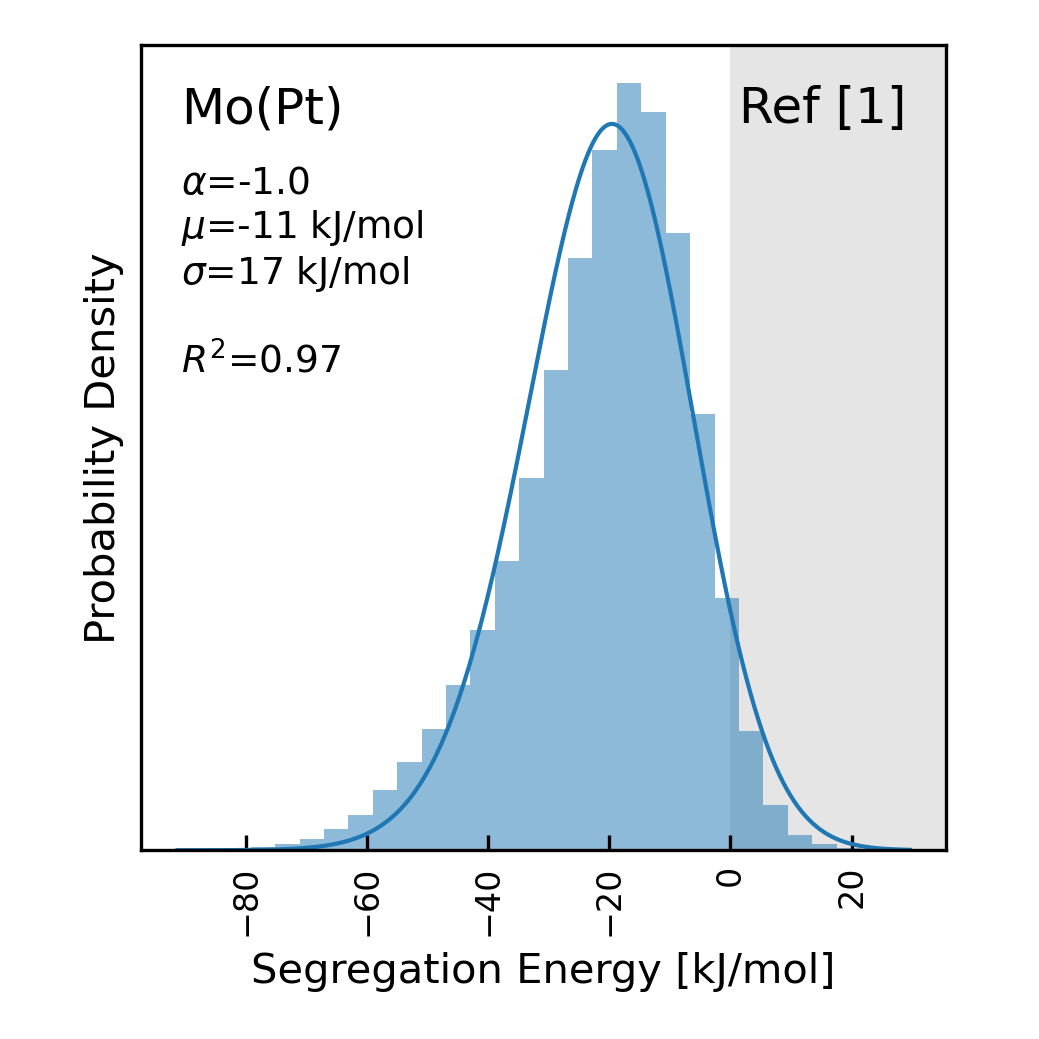 Mo(Pt)
Ref [1]
α=-1.0
μ=-11 kJ/mol
σ=17 kJ/mol
R²=0.97
Probability Density
−80
−60
−40
−20
0
20
Segregation Energy [kJ/mol]